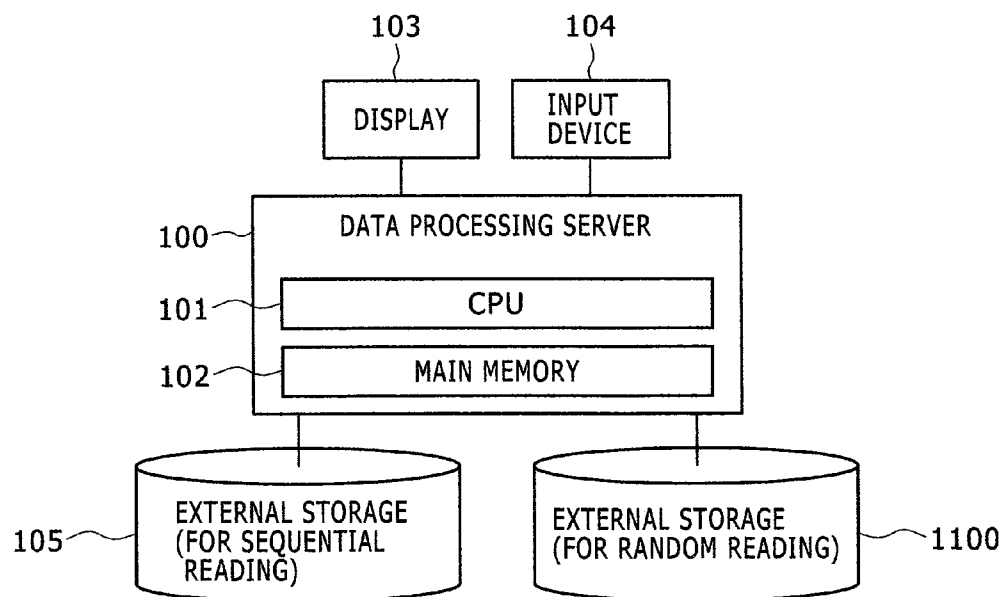 103
104
DISPLAY
INPUT
DEVICE
100
DATA PROCESSING SERVER
101
CPU
102
MAIN MEMORY
105
EXTERNAL STORAGE
(FOR SEQUENTIAL
READING)
EXTERNAL STORAGE
(FOR RANDOM READING)
1100